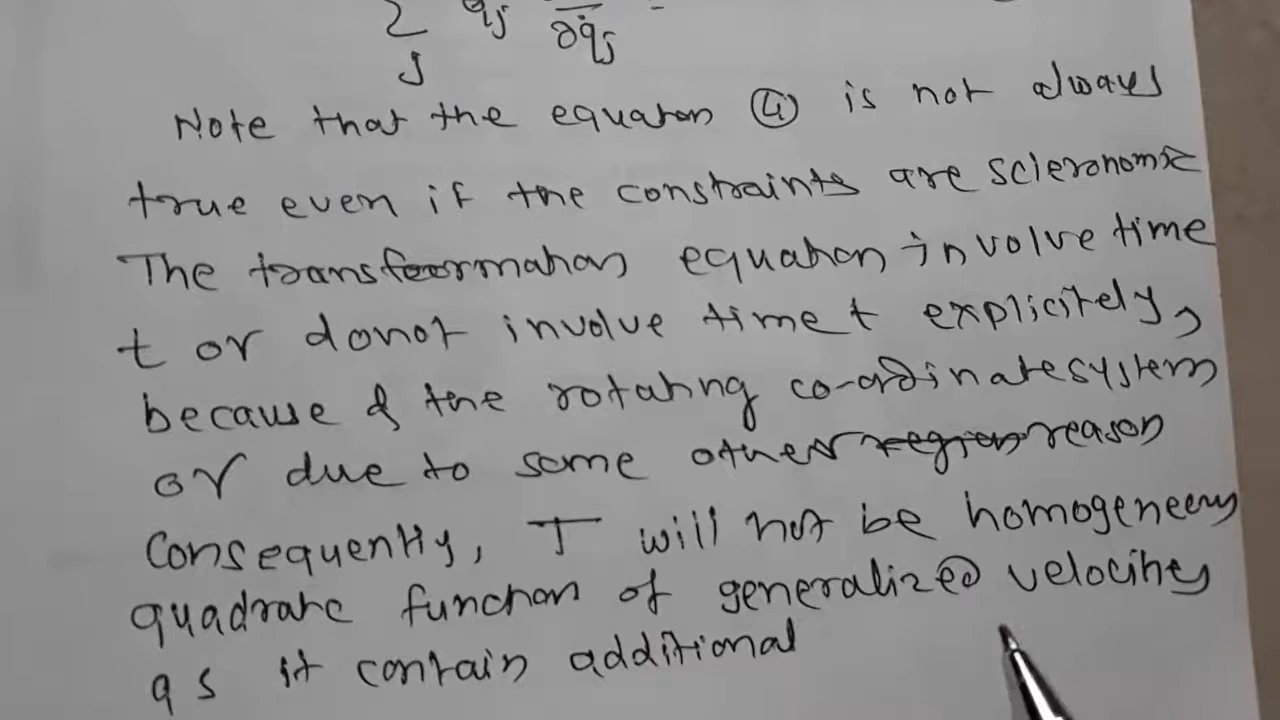 Σ q̇j / ∂q̇j =
j
Note that the equation ④ is not always
true even if the constraints are scleronomic
The transformation equation involve time
t or donot involve time t explicitely,
because of the rotating co-ordinate system
or due to some other reason
Consequently, T will not be homogeneous
quadratic function of generalized velocities
as it contain additional